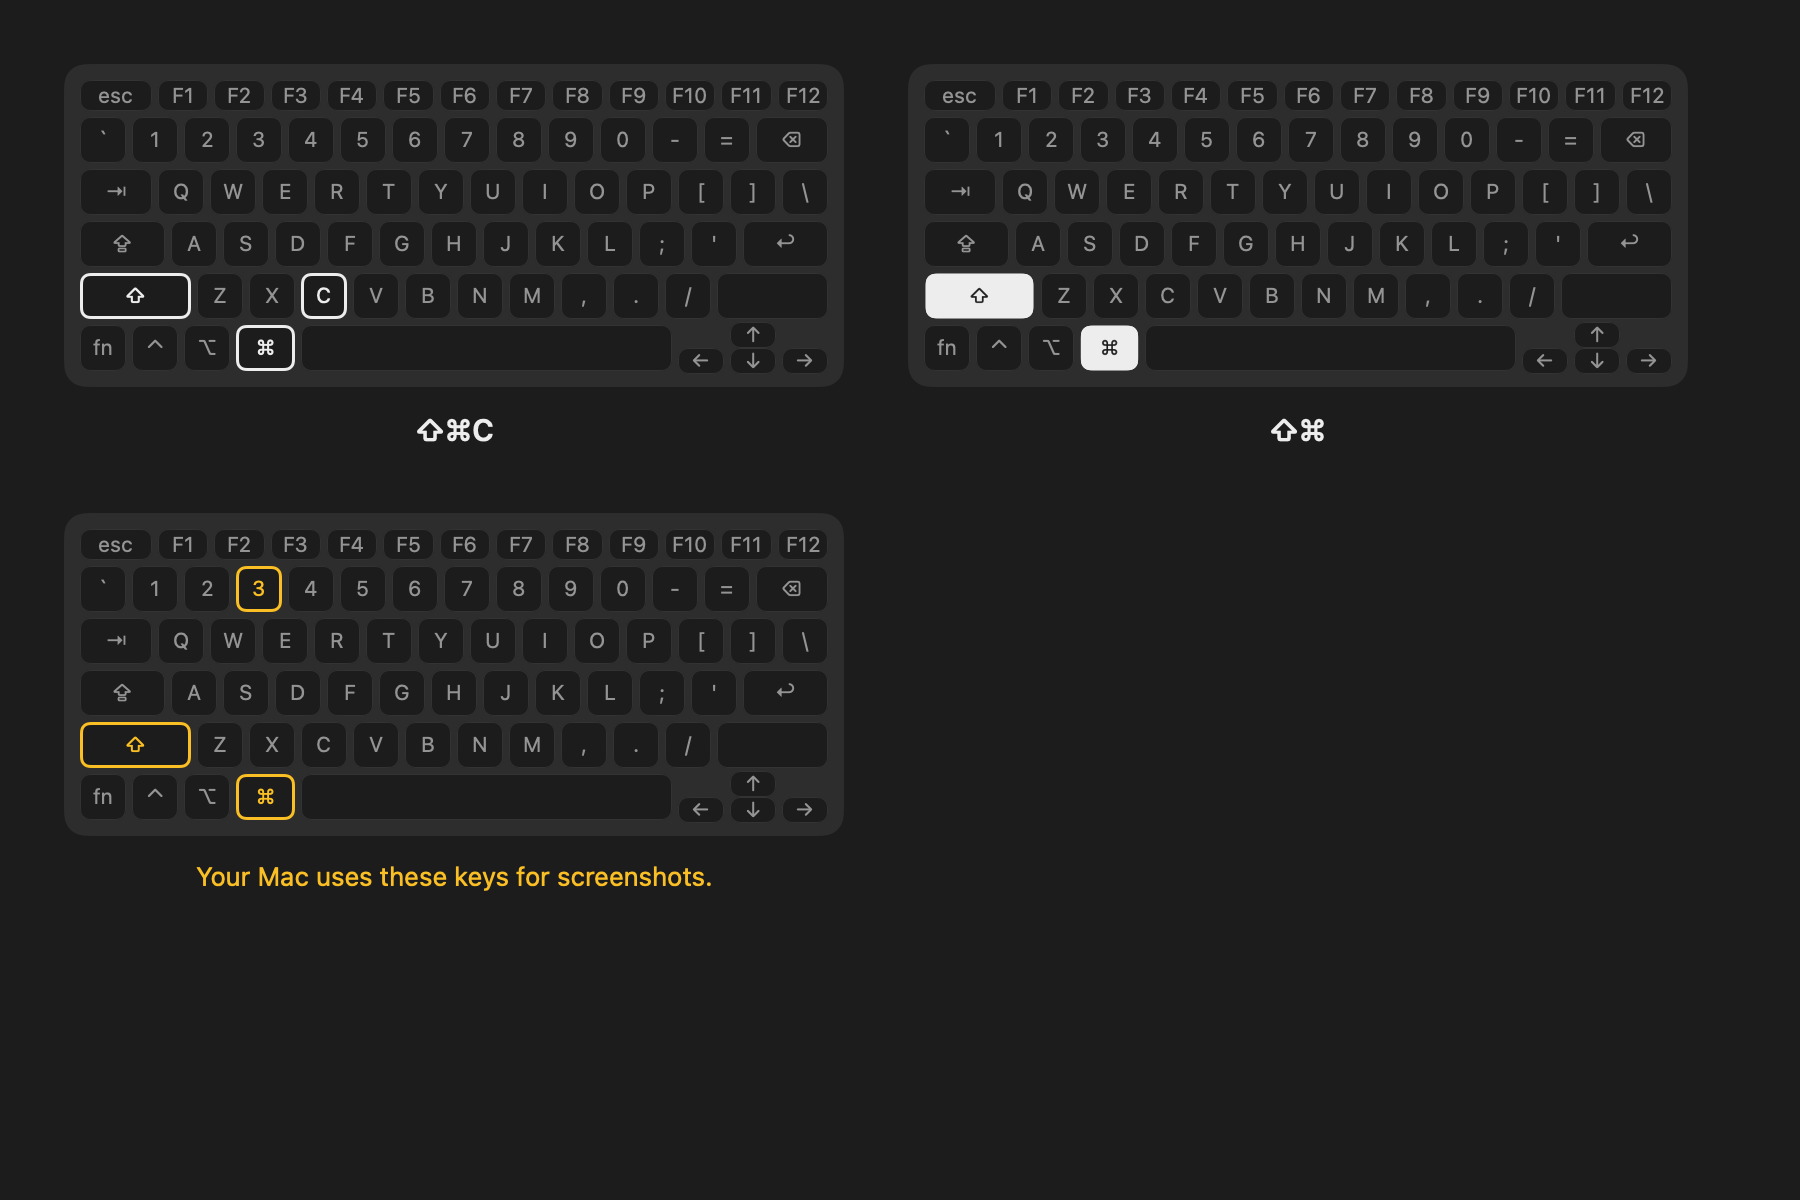 esc F1 F2 F3 F4 F5 F6 F7 F8 F9 F10 F11 F12
` 1 2 3 4 5 6 7 8 9 0 - = ⌫
⇥ Q W E R T Y U I O P [ ] \
⇪ A S D F G H J K L ; ' ↩
⇧ Z X C V B N M , . /
fn ^ ⌥ ⌘ ← ↑ ↓ →
⇧⌘C
esc F1 F2 F3 F4 F5 F6 F7 F8 F9 F10 F11 F12
` 1 2 3 4 5 6 7 8 9 0 - = ⌫
⇥ Q W E R T Y U I O P [ ] \
⇪ A S D F G H J K L ; ' ↩
⇧ Z X C V B N M , . /
fn ^ ⌥ ⌘ ← ↑ ↓ →
⇧⌘
esc F1 F2 F3 F4 F5 F6 F7 F8 F9 F10 F11 F12
` 1 2 3 4 5 6 7 8 9 0 - = ⌫
⇥ Q W E R T Y U I O P [ ] \
⇪ A S D F G H J K L ; ' ↩
⇧ Z X C V B N M , . /
fn ^ ⌥ ⌘ ← ↑ ↓ →
Your Mac uses these keys for screenshots.